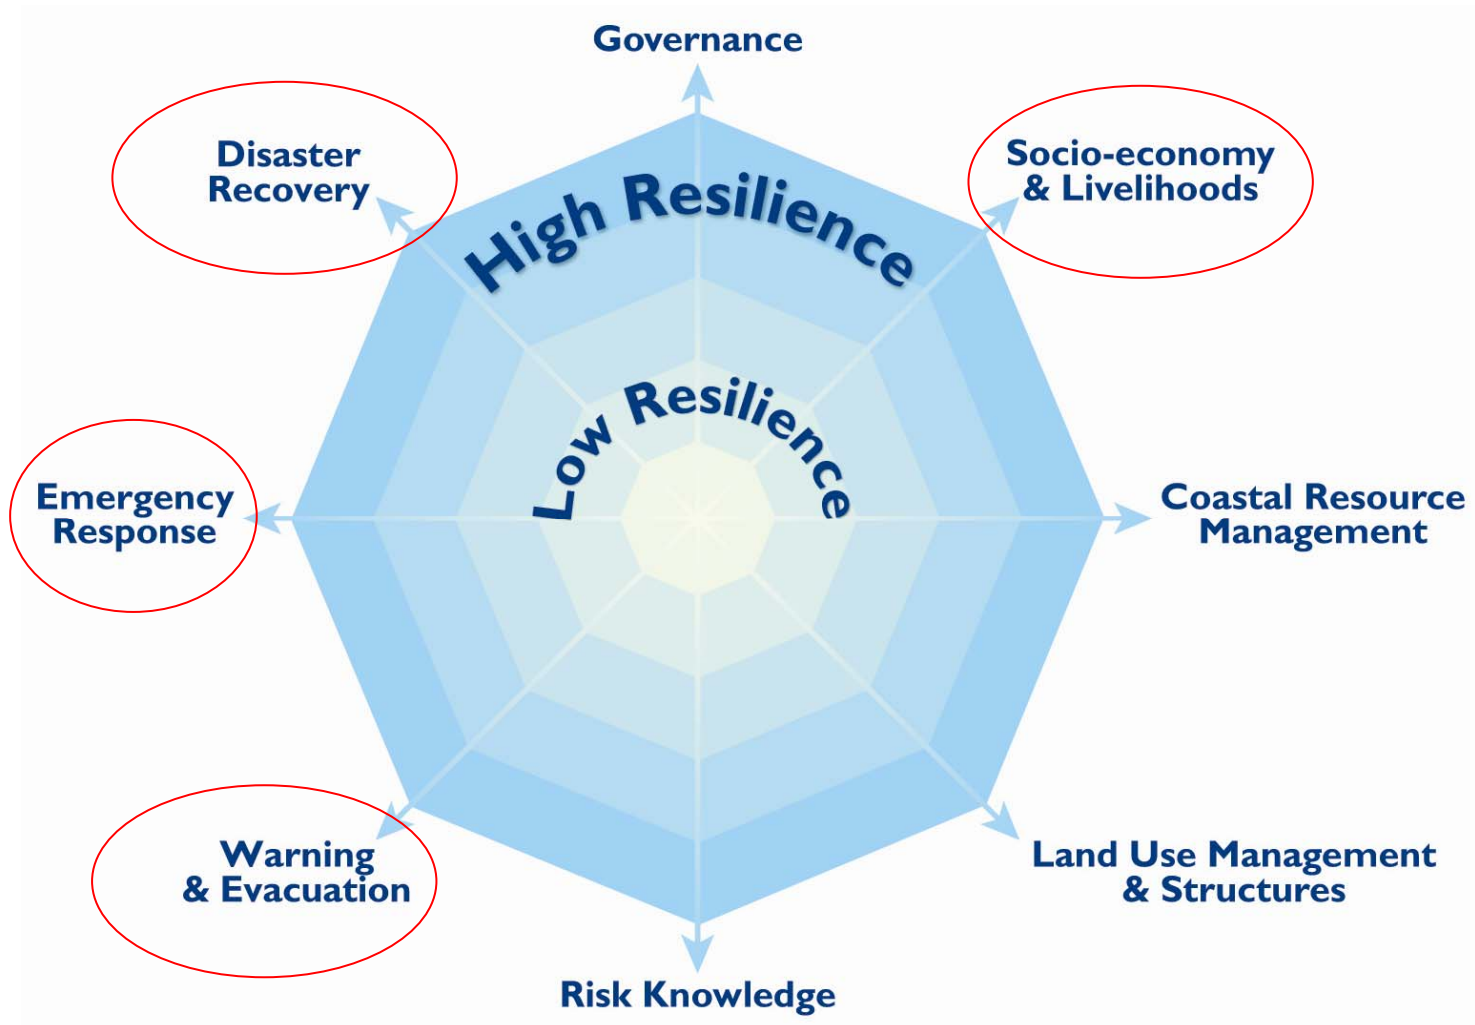 Governance
Disaster
Recovery
Socio-economy
& Livelihoods
High Resilience
Low Resilience
Emergency
Response
Coastal Resource
Management
Warning
& Evacuation
Land Use Management
& Structures
Risk Knowledge